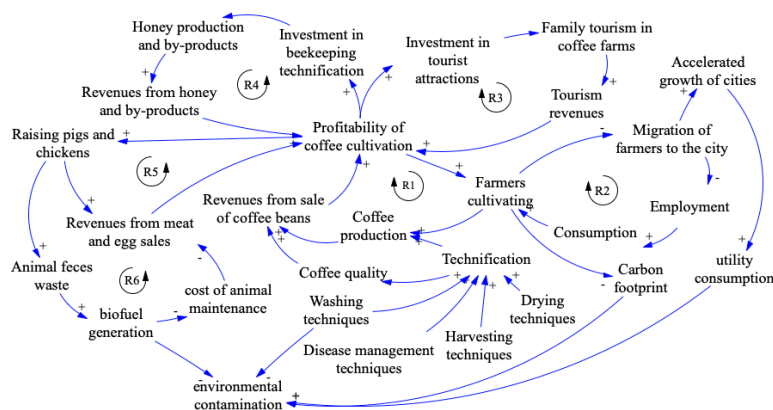 Honey production
and by-products
Investment in
beekeeping
technification
Investment in
tourist
attractions
Family tourism in
coffee farms
Accelerated
growth of cities
+
R4
R3
+
+
+
+
+
Revenues from honey
and by-products
Tourism
revenues
Raising pigs and
chickens
+
+
Profitability of
coffee cultivation
+
-
Migration of
farmers to the city
R5
+
R1
+
Farmers
cultivating
R2
-
+
Revenues from meat
and egg sales
Revenues from sale
of coffee beans
Coffee
production
+
Employment
+
+
+
+
Consumption
+
+
Animal feces
waste
R6
-
cost of animal
maintenance
Coffee quality
+
Technification
+
+
+
Carbon
footprint
-
utility
consumption
+
+
-
biofuel
generation
Washing
techniques
Drying
techniques
Disease management
techniques
Harvesting
techniques
-
-
environmental
contamination
+